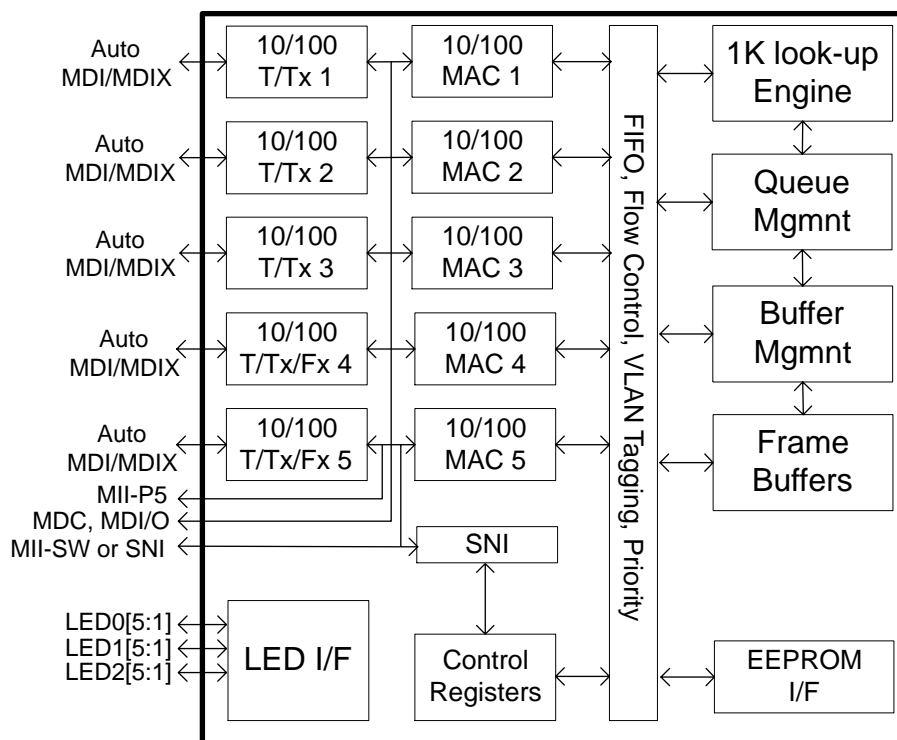 Auto
MDI/MDIX
10/100
T/Tx 1
10/100
MAC 1
1K look-up
Engine
Auto
MDI/MDIX
10/100
T/Tx 2
10/100
MAC 2
Queue
Mgmnt
Auto
MDI/MDIX
10/100
T/Tx 3
10/100
MAC 3
Buffer
Mgmnt
Auto
MDI/MDIX
10/100
T/Tx/Fx 4
10/100
MAC 4
Auto
MDI/MDIX
10/100
T/Tx/Fx 5
10/100
MAC 5
Frame
Buffers
FIFO, Flow Control, VLAN Tagging, Priority
MII-P5
MDC, MDI/O
MII-SW or SNI
SNI
LED0[5:1]
LED1[5:1]
LED2[5:1]
LED I/F
Control
Registers
EEPROM
I/F